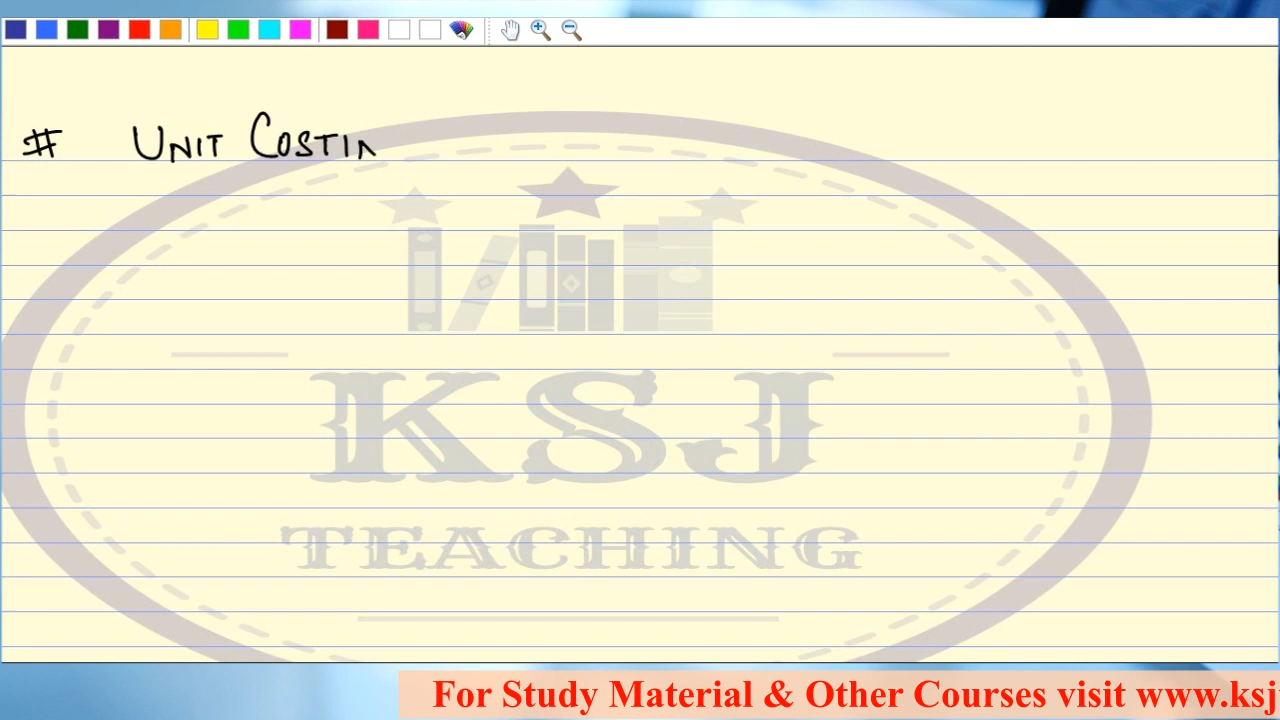 # UNIT COSTIN
KSJ
TEACHING
For Study Material & Other Courses visit www.ksj